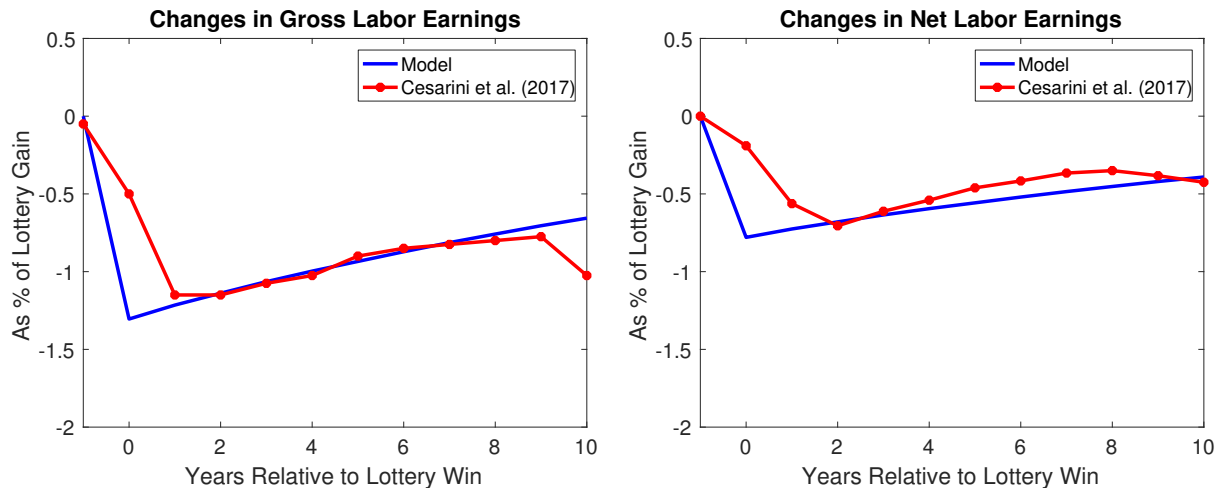 Changes in Gross Labor Earnings
0.5
0
-0.5
-1
-1.5
-2
As % of Lottery Gain
0 2 4 6 8 10
Years Relative to Lottery Win
Model
Cesarini et al. (2017)
Changes in Net Labor Earnings
0.5
0
-0.5
-1
-1.5
-2
As % of Lottery Gain
0 2 4 6 8 10
Years Relative to Lottery Win
Model
Cesarini et al. (2017)